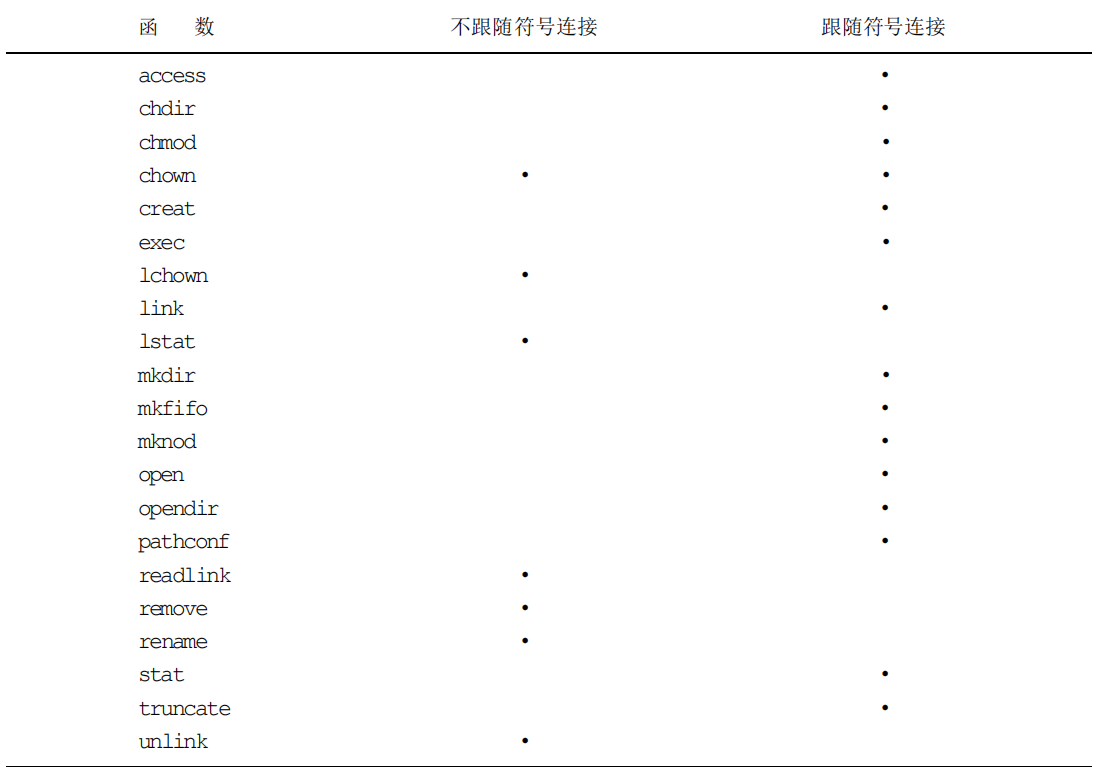 函 数 不跟随符号连接 跟随符号连接
access •
chdir •
chmod •
chown • •
creat •
exec •
lchown •
link •
lstat •
mkdir •
mkfifo •
mknod •
open •
opendir •
pathconf •
readlink •
remove •
rename •
stat •
truncate •
unlink •